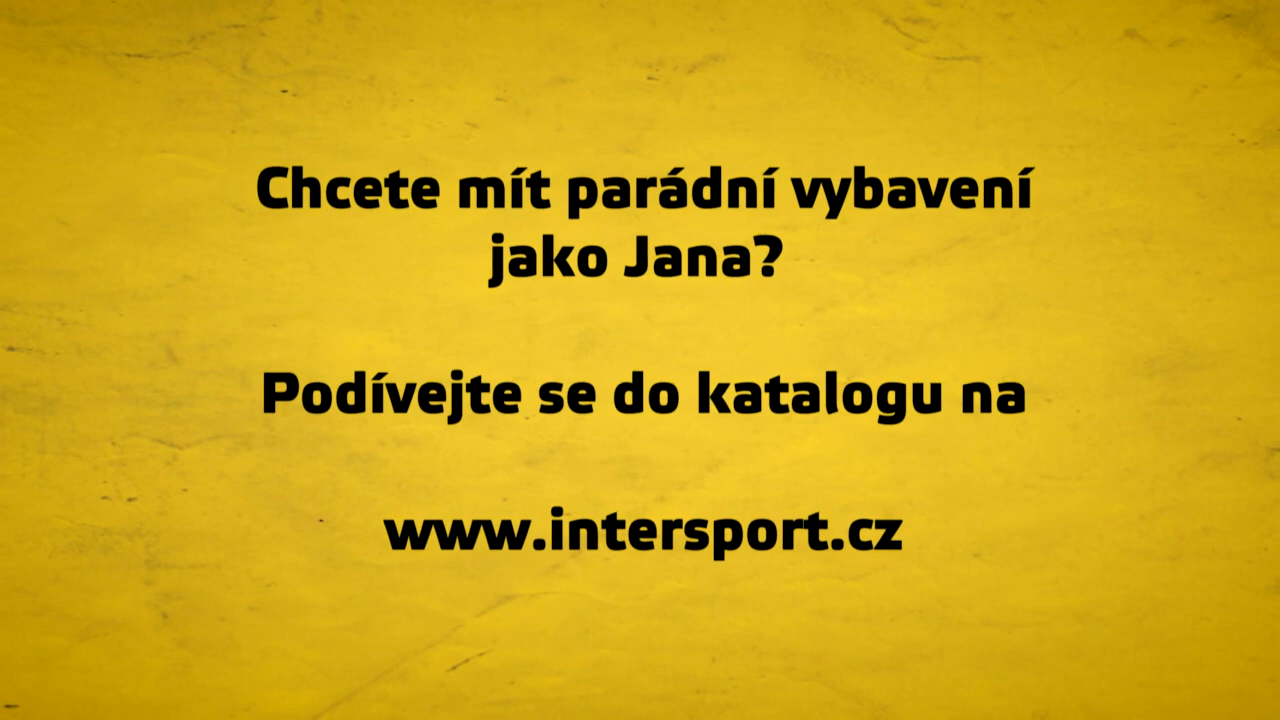 Chcete mít parádní vybavení
jako Jana?
Podívejte se do katalogu na
www.intersport.cz